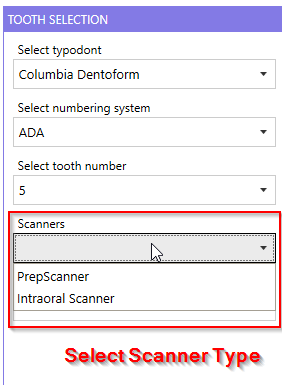 TOOTH SELECTION
Select typodont
Columbia Dentoform
Select numbering system
ADA
Select tooth number
5
Scanners
PrepScanner
Intraoral Scanner
Select Scanner Type